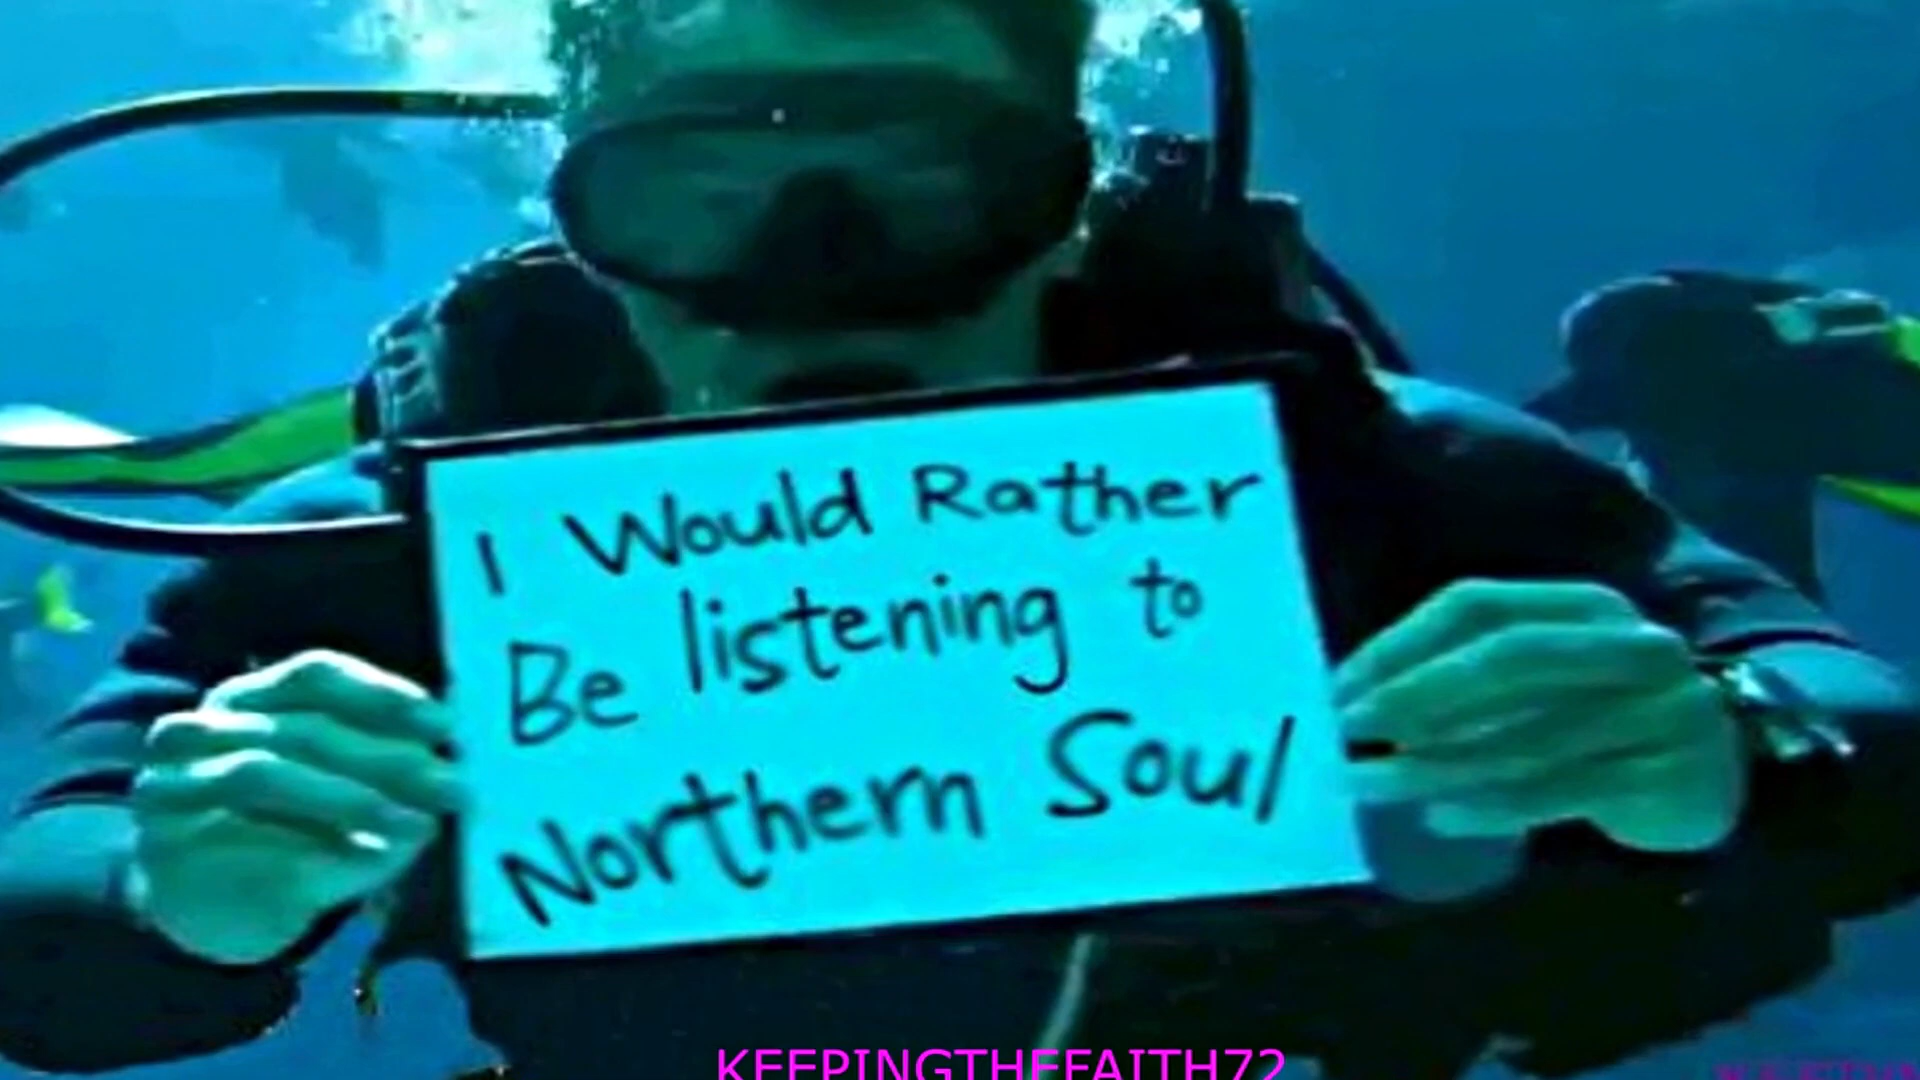 I Would Rather
Be listening to
Northern Soul
KEEPINGTHEFAITH72